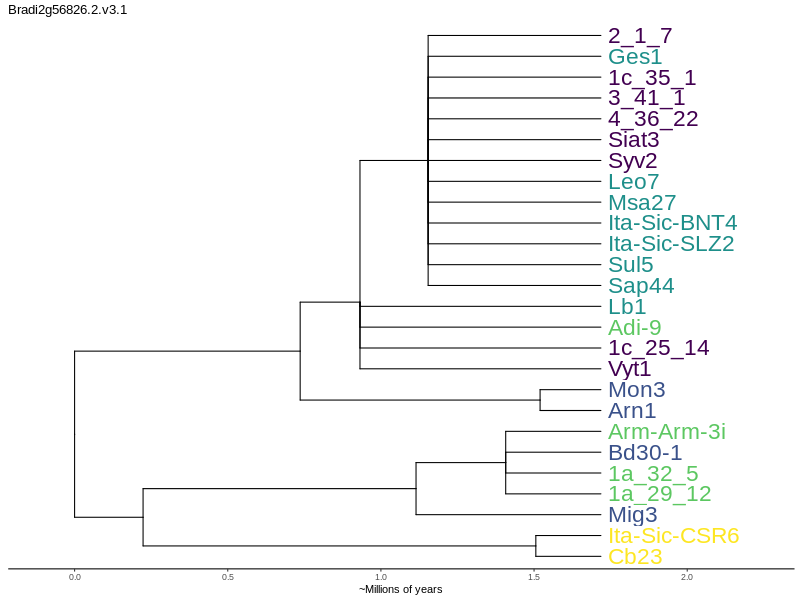 Bradi2g56826.2.v3.1
2_1_7
Ges1
1c_35_1
3_41_1
4_36_22
Siat3
Syv2
Leo7
Msa27
Ita-Sic-BNT4
Ita-Sic-SLZ2
Sul5
Sap44
Lb1
Adi-9
1c_25_14
Vyt1
Mon3
Arn1
Arm-Arm-3i
Bd30-1
1a_32_5
1a_29_12
Mig3
Ita-Sic-CSR6
Cb23
0.0 0.5 1.0 1.5 2.0
~Millions of years